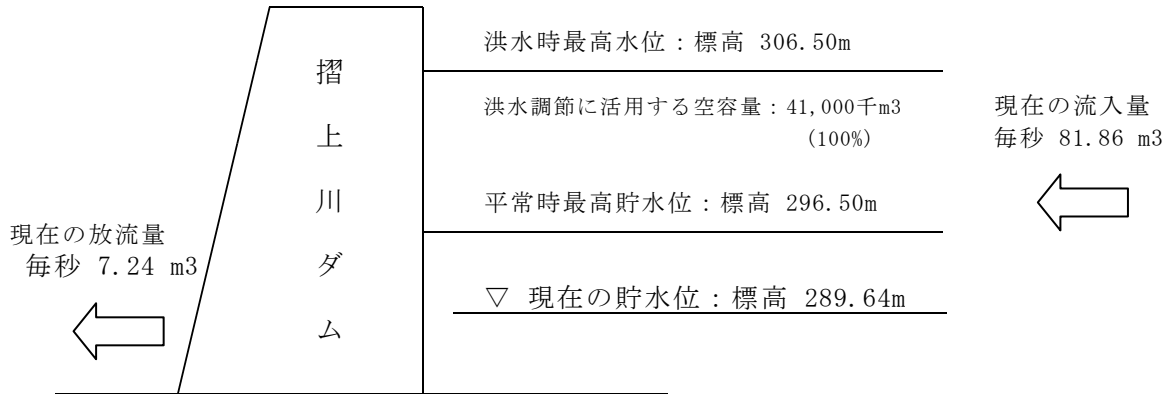 洪水時最高水位：標高 306.50m
洪水調節に活用する空容量：41,000千m3
(100%)
現在の流入量
毎秒 81.86 m3
平常時最高貯水位：標高 296.50m
▽ 現在の貯水位：標高 289.64m
摺上川ダム
現在の放流量
毎秒 7.24 m3